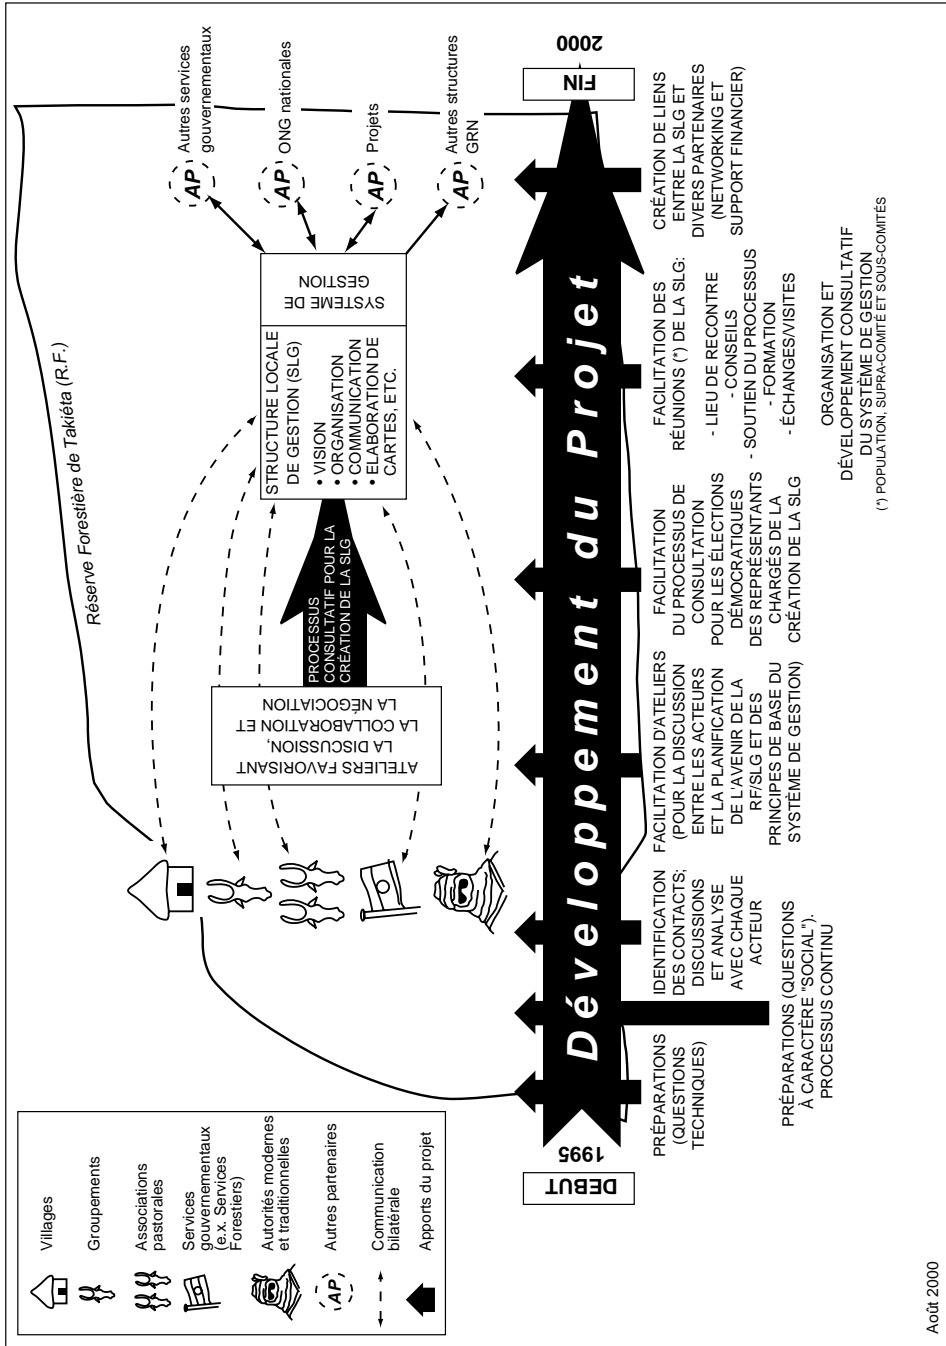 Réserve Forestière de Takiéta (R.F.)
Villages
Groupements
Associations
pastorales
Services
gouvernementaux
(e.x. Services
Forestiers)
Autorités modernes
et traditionnelles
AP
Autres partenaires
Communication
bilatérale
Apports du projet
ATELIERS FAVORISANT
LA DISCUSSION,
LA COLLABORATION ET
LA NÉGOCIATION
PROCESSUS
CONSULTATIF POUR LA
CRÉATION DE LA SLG
STRUCTURE LOCALE
DE GESTION (SLG)
• VISION
• ORGANISATION
• COMMUNICATION
• ELABORATION DE
CARTES, ETC.
SYSTEME DE
GESTION
AP
Autres services
gouvernementaux
AP
ONG nationales
AP
Projets
AP
Autres structures
GRN
DEBUT
1995
Développement du Projet
FIN
2000
PRÉPARATIONS
(QUESTIONS
TECHNIQUES)
PRÉPARATIONS (QUESTIONS
À CARACTÈRE "SOCIAL").
PROCESSUS CONTINU
IDENTIFICATION
DES CONTACTS;
DISCUSSIONS
ET ANALYSE
AVEC CHAQUE
ACTEUR
FACILITATION D'ATELIERS
(POUR LA DISCUSSION
ENTRE LES ACTEURS
ET LA PLANIFICATION
DE L'AVENIR DE LA
RF/SLG ET DES
PRINCIPES DE BASE DU
SYSTÈME DE GESTION)
FACILITATION
DU PROCESSUS DE
CONSULTATION
POUR LES ÉLECTIONS
DÉMOCRATIQUES
DES REPRÉSENTANTS
CHARGÉS DE LA
CRÉATION DE LA SLG
FACILITATION DES
RÉUNIONS (*) DE LA SLG:
- LIEU DE RECONTRE
- CONSEILS
- SOUTIEN DU PROCESSUS
- FORMATION
- ÉCHANGES/VISITES
ORGANISATION ET
DÉVELOPPEMENT CONSULTATIF
DU SYSTÈME DE GESTION
(*) POPULATION, SUPRA-COMITÉ ET SOUS-COMITÉS
CRÉATION DE LIENS
ENTRE LA SLG ET
DIVERS PARTENAIRES
(NETWORKING ET
SUPPORT FINANCIER)
Août 2000